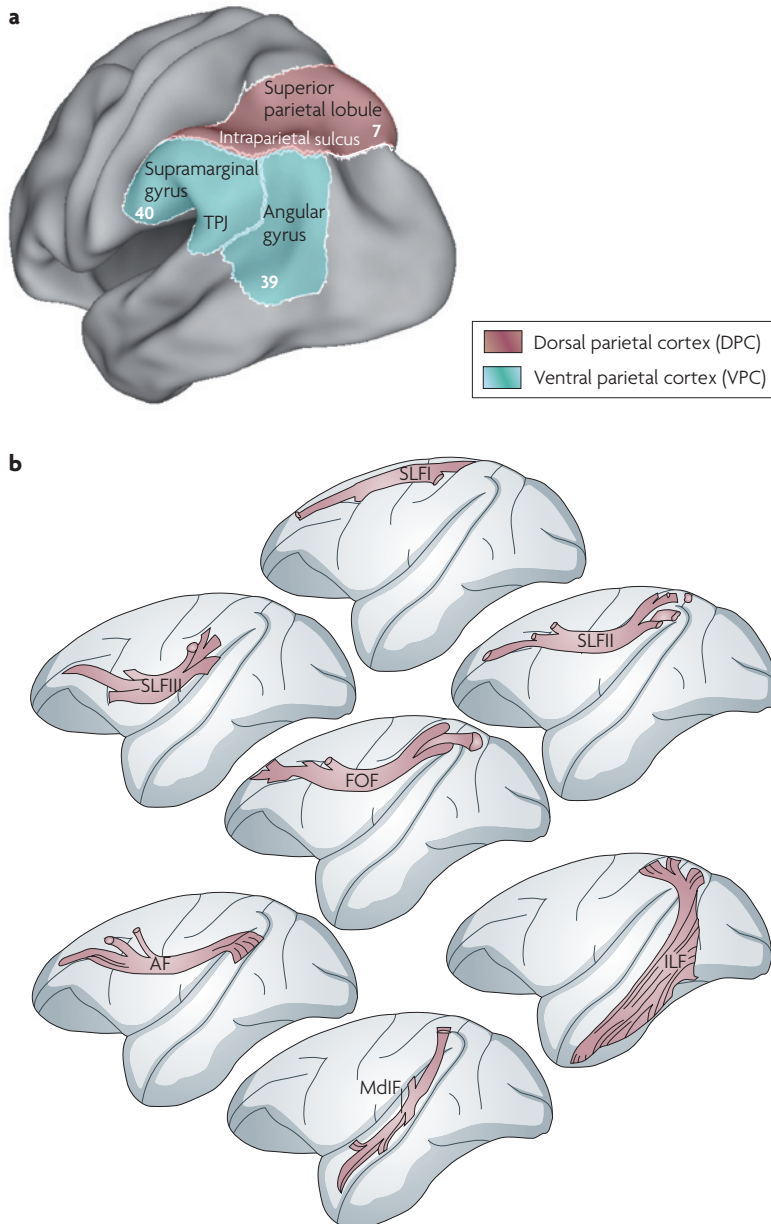 a
Superior
parietal lobule
7
Intraparietal sulcus
Supramarginal
gyrus
40
TPJ
Angular
gyrus
39
Dorsal parietal cortex (DPC)
Ventral parietal cortex (VPC)
b
SLFI
SLFIII
SLFII
FOF
AF
ILF
MdIF